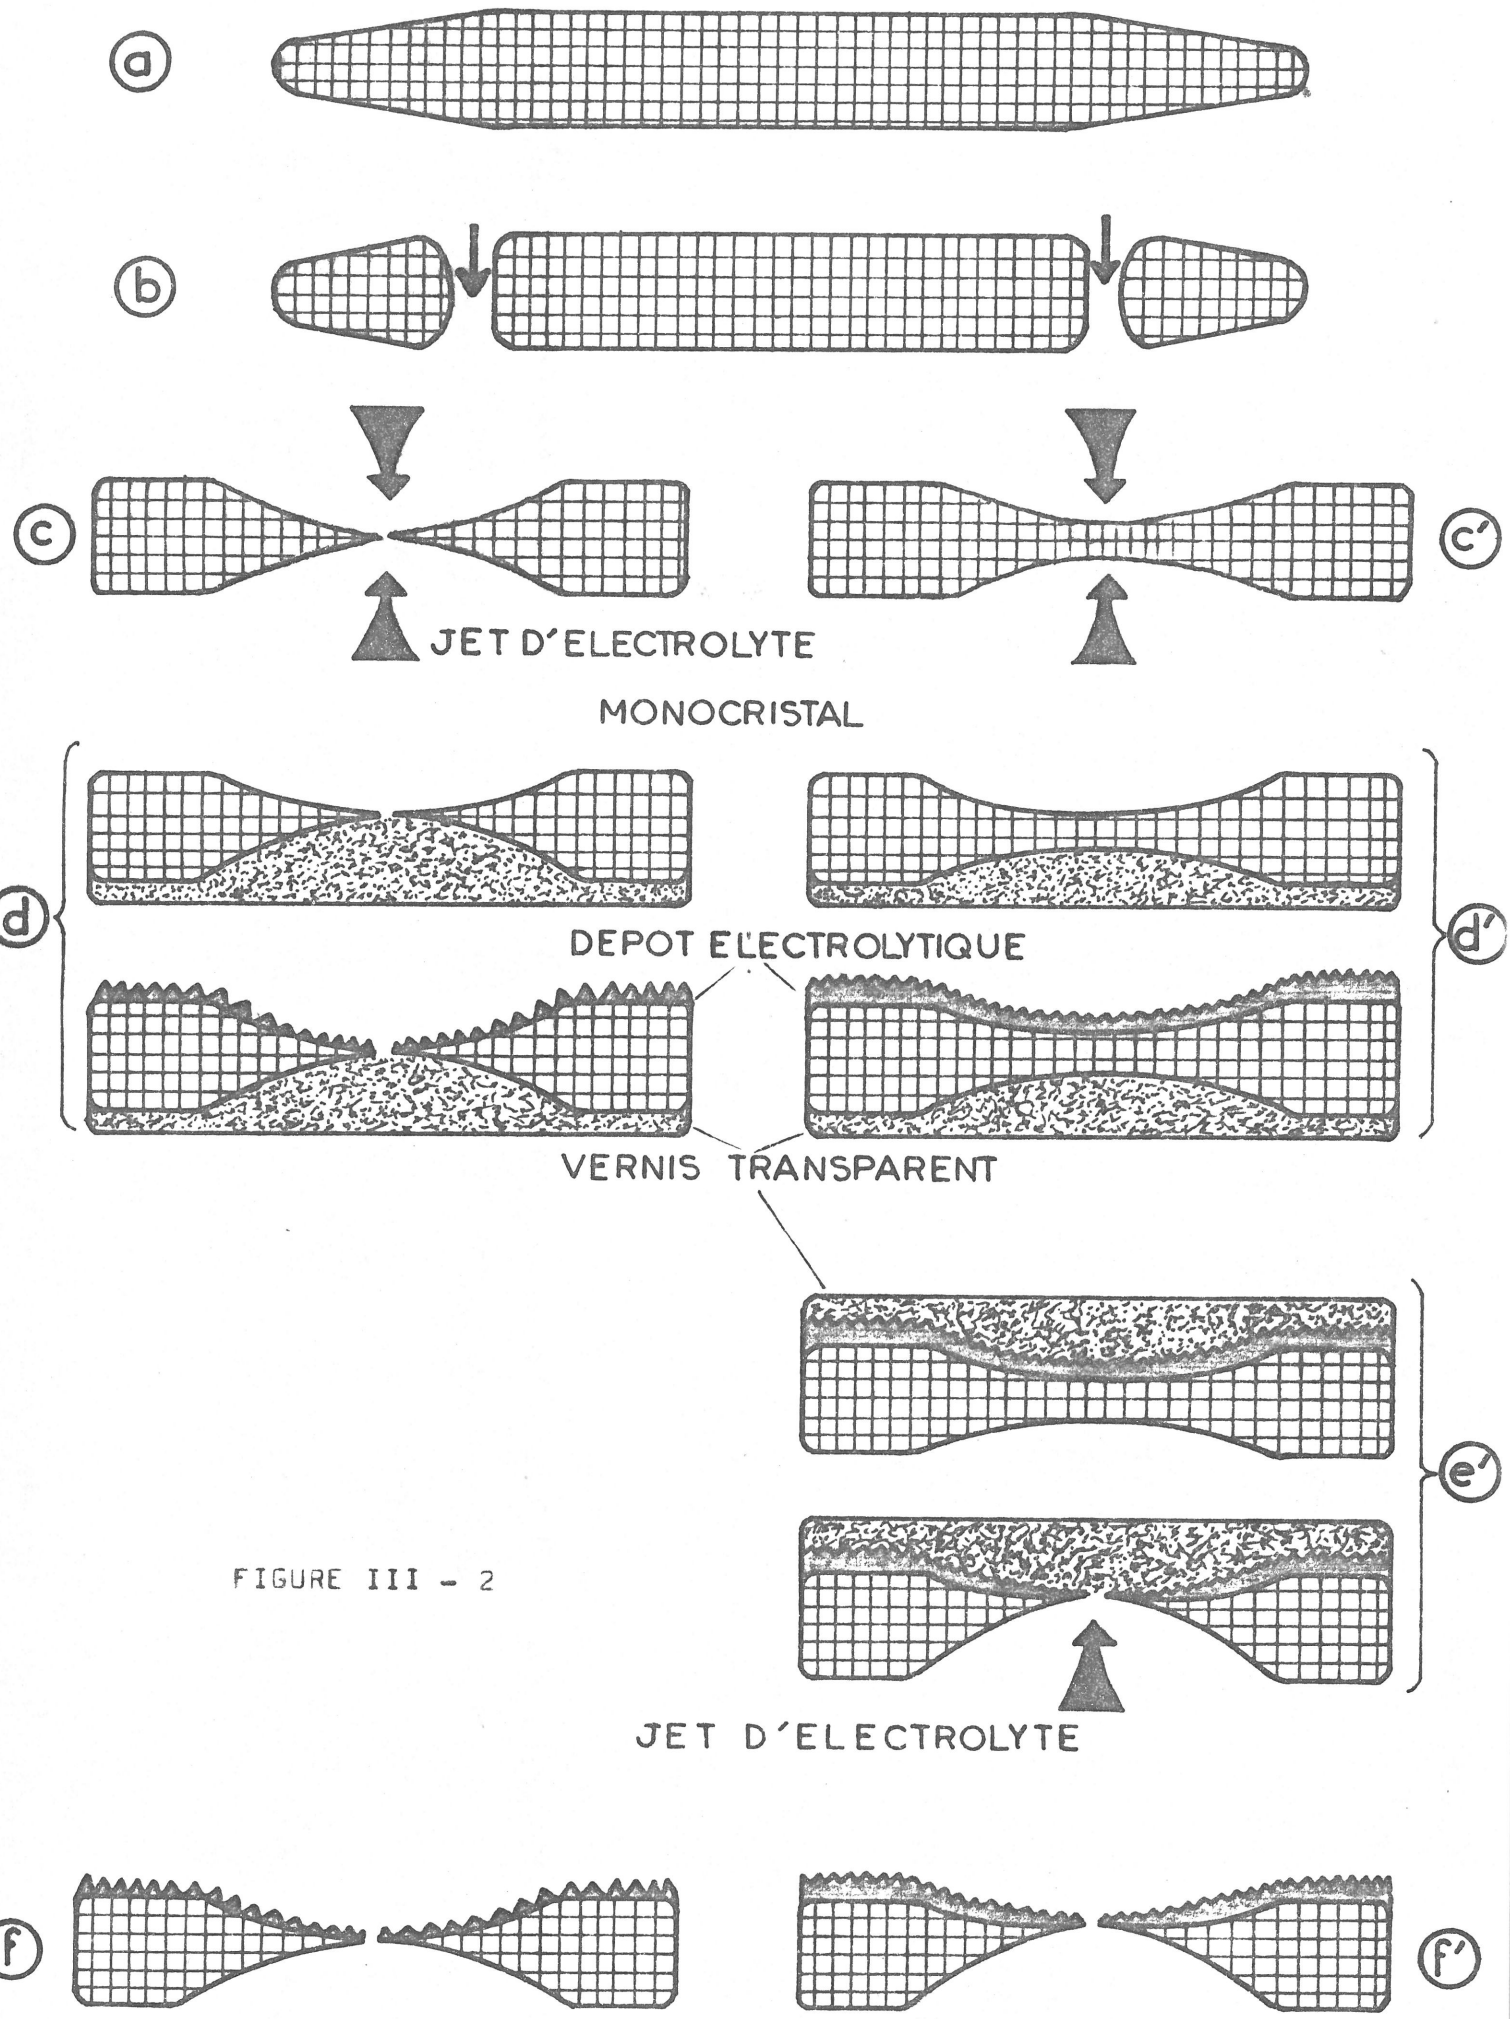 a
b
c
c'
JET D'ELECTROLYTE
MONOCRISTAL
d
d'
DEPOT ELECTROLYTIQUE
VERNIS TRANSPARENT
e'
FIGURE III - 2
JET D'ELECTROLYTE
f
f'